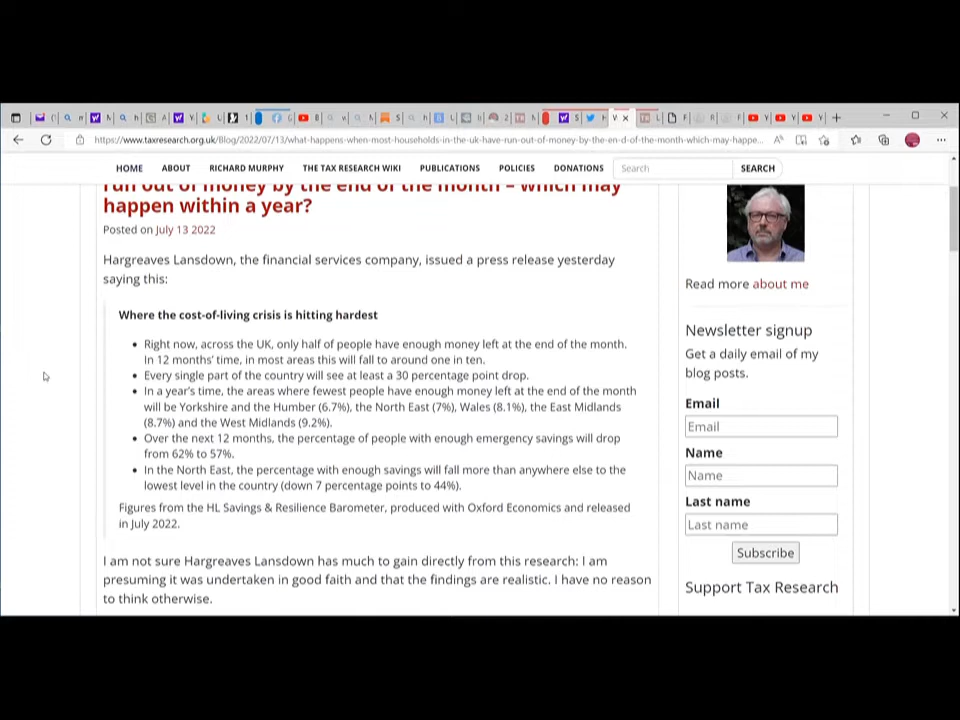 https://www.taxresearch.org.uk/Blog/2022/07/13/what-happens-when-most-households-in-the-uk-have-run-out-of-money-by-the-en-d-of-the-month-which-may-happe...
HOME ABOUT RICHARD MURPHY THE TAX RESEARCH WIKI PUBLICATIONS POLICIES DONATIONS Search SEARCH
run out of money by the end of the month – which may
happen within a year?
Posted on July 13 2022
Hargreaves Lansdown, the financial services company, issued a press release yesterday
saying this:
Where the cost-of-living crisis is hitting hardest
• Right now, across the UK, only half of people have enough money left at the end of the month.
In 12 months' time, in most areas this will fall to around one in ten.
• Every single part of the country will see at least a 30 percentage point drop.
• In a year's time, the areas where fewest people have enough money left at the end of the month
will be Yorkshire and the Humber (6.7%), the North East (7%), Wales (8.1%), the East Midlands
(8.7%) and the West Midlands (9.2%).
• Over the next 12 months, the percentage of people with enough emergency savings will drop
from 62% to 57%.
• In the North East, the percentage with enough savings will fall more than anywhere else to the
lowest level in the country (down 7 percentage points to 44%).
Figures from the HL Savings & Resilience Barometer, produced with Oxford Economics and released
in July 2022.
I am not sure Hargreaves Lansdown has much to gain directly from this research: I am
presuming it was undertaken in good faith and that the findings are realistic. I have no reason
to think otherwise.
Read more about me
Newsletter signup
Get a daily email of my
blog posts.
Email
Email
Name
Name
Last name
Last name
Subscribe
Support Tax Research